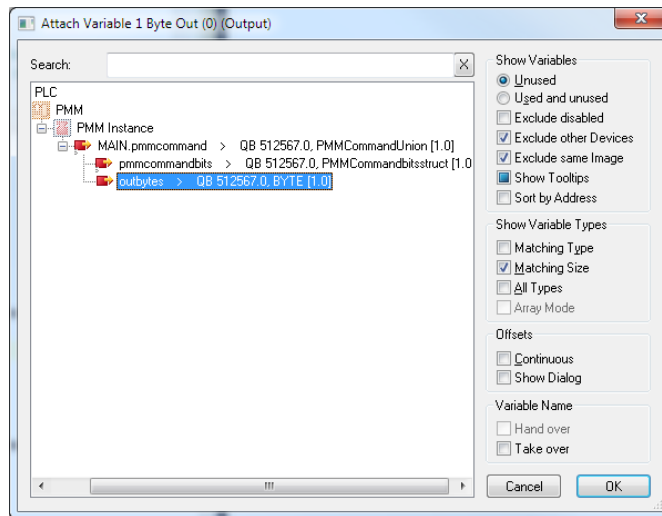 Attach Variable 1 Byte Out (0) (Output)
Search:
X
PLC
PMM
PMM Instance
MAIN.pmmcommand > QB 512567.0, PMMCommandUnion [1.0]
pmmcommandbits > QB 512567.0, PMMCommandbitsstruct [1.0
outbytes > QB 512567.0, BYTE [1.0]
Show Variables
Unused
Used and unused
Exclude disabled
Exclude other Devices
Exclude same Image
Show Tooltips
Sort by Address
Show Variable Types
Matching Type
Matching Size
All Types
Array Mode
Offsets
Continuous
Show Dialog
Variable Name
Hand over
Take over
Cancel
OK